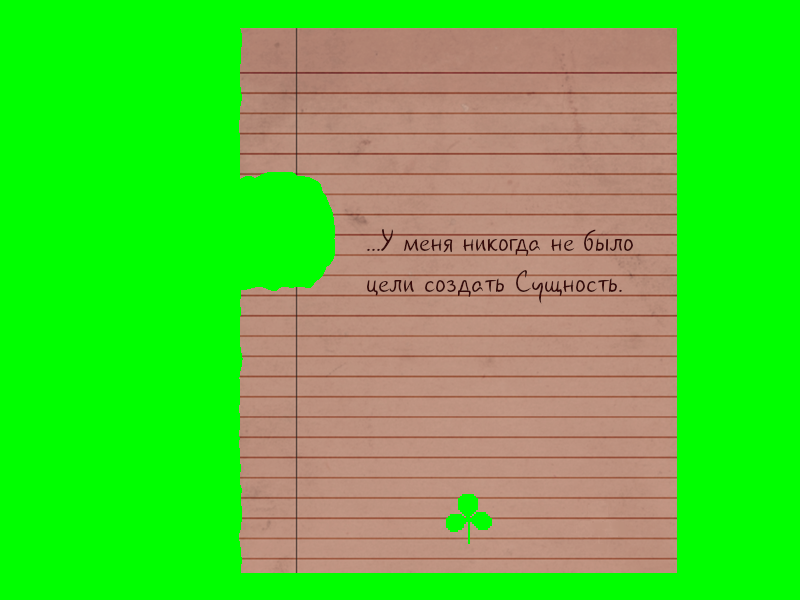 ...У меня никогда не было
цели создать Сущность.